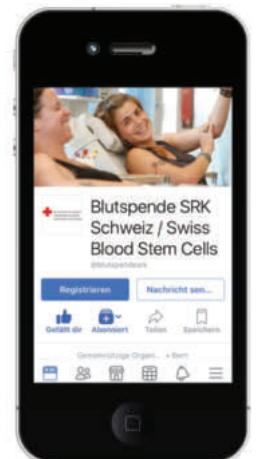 Blutspende SRK
Schweiz / Swiss
Blood Stem Cells
@blutspendesrk
Registrieren
Nachricht sen...
Gefällt dir
Abonniert
Teilen
Speichern
Gemeinnützige Organ... • Bern